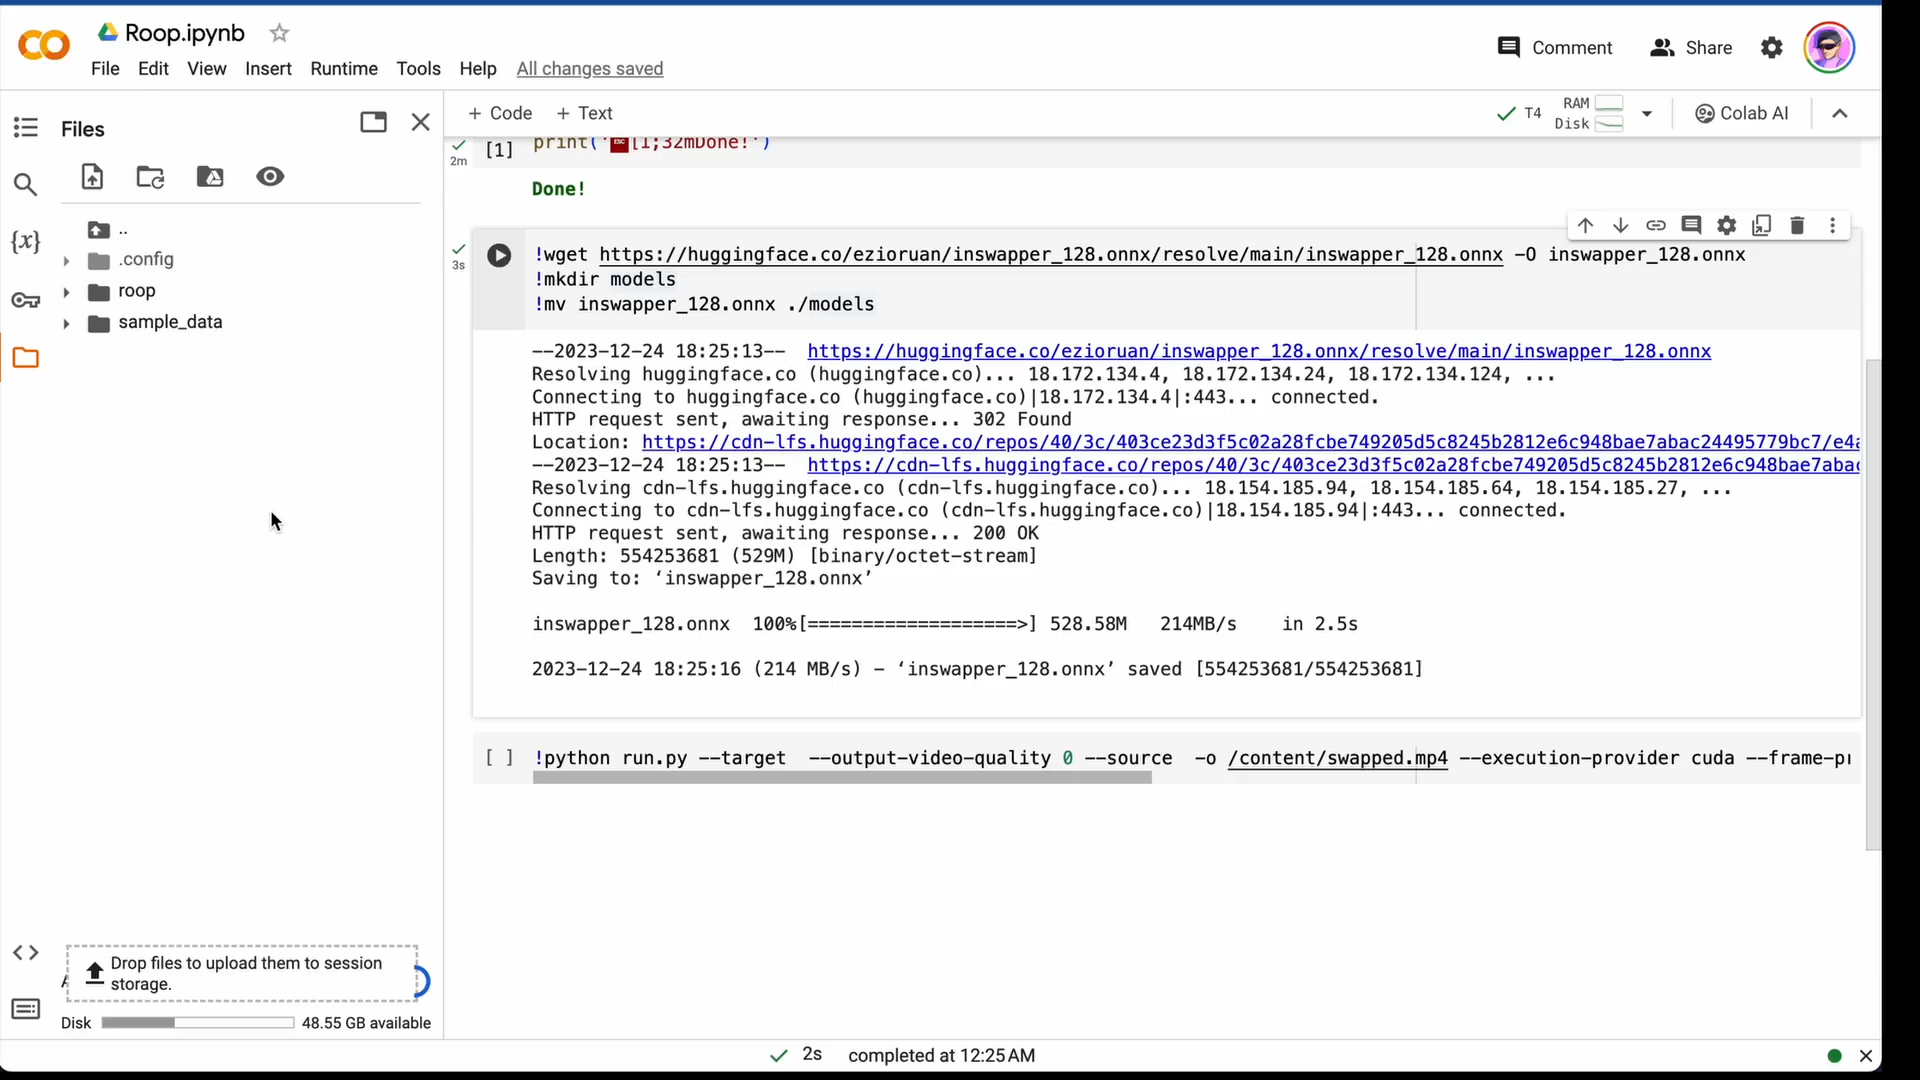 Roop.ipynb
File Edit View Insert Runtime Tools Help All changes saved
Comment Share
Files
+ Code + Text
T4 RAM Disk Colab AI
..
.config
roop
sample_data
2m [1] print('ESC[1;32mDone!')
Done!
3s
!wget https://huggingface.co/ezioruan/inswapper_128.onnx/resolve/main/inswapper_128.onnx -O inswapper_128.onnx
!mkdir models
!mv inswapper_128.onnx ./models
--2023-12-24 18:25:13-- https://huggingface.co/ezioruan/inswapper_128.onnx/resolve/main/inswapper_128.onnx
Resolving huggingface.co (huggingface.co)... 18.172.134.4, 18.172.134.24, 18.172.134.124, ...
Connecting to huggingface.co (huggingface.co)|18.172.134.4|:443... connected.
HTTP request sent, awaiting response... 302 Found
Location: https://cdn-lfs.huggingface.co/repos/40/3c/403ce23d3f5c02a28fcbe749205d5c8245b2812e6c948bae7abac24495779bc7/e4a
--2023-12-24 18:25:13-- https://cdn-lfs.huggingface.co/repos/40/3c/403ce23d3f5c02a28fcbe749205d5c8245b2812e6c948bae7abac
Resolving cdn-lfs.huggingface.co (cdn-lfs.huggingface.co)... 18.154.185.94, 18.154.185.64, 18.154.185.27, ...
Connecting to cdn-lfs.huggingface.co (cdn-lfs.huggingface.co)|18.154.185.94|:443... connected.
HTTP request sent, awaiting response... 200 OK
Length: 554253681 (529M) [binary/octet-stream]
Saving to: ‘inswapper_128.onnx’
inswapper_128.onnx 100%[===================>] 528.58M 214MB/s in 2.5s
2023-12-24 18:25:16 (214 MB/s) - ‘inswapper_128.onnx’ saved [554253681/554253681]
[ ] !python run.py --target --output-video-quality 0 --source -o /content/swapped.mp4 --execution-provider cuda --frame-pr
Drop files to upload them to session
storage.
Disk 48.55 GB available
2s completed at 12:25 AM